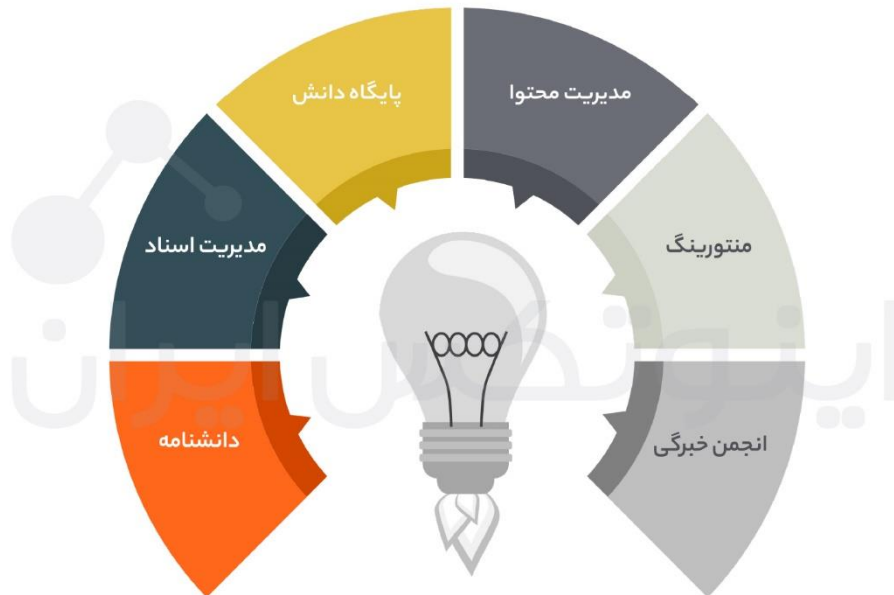 مدیریت محتوا
پایگاه دانش
منتورینگ
مدیریت اسناد
انجمن خبرگی
دانشنامه
اینوتکس ایران